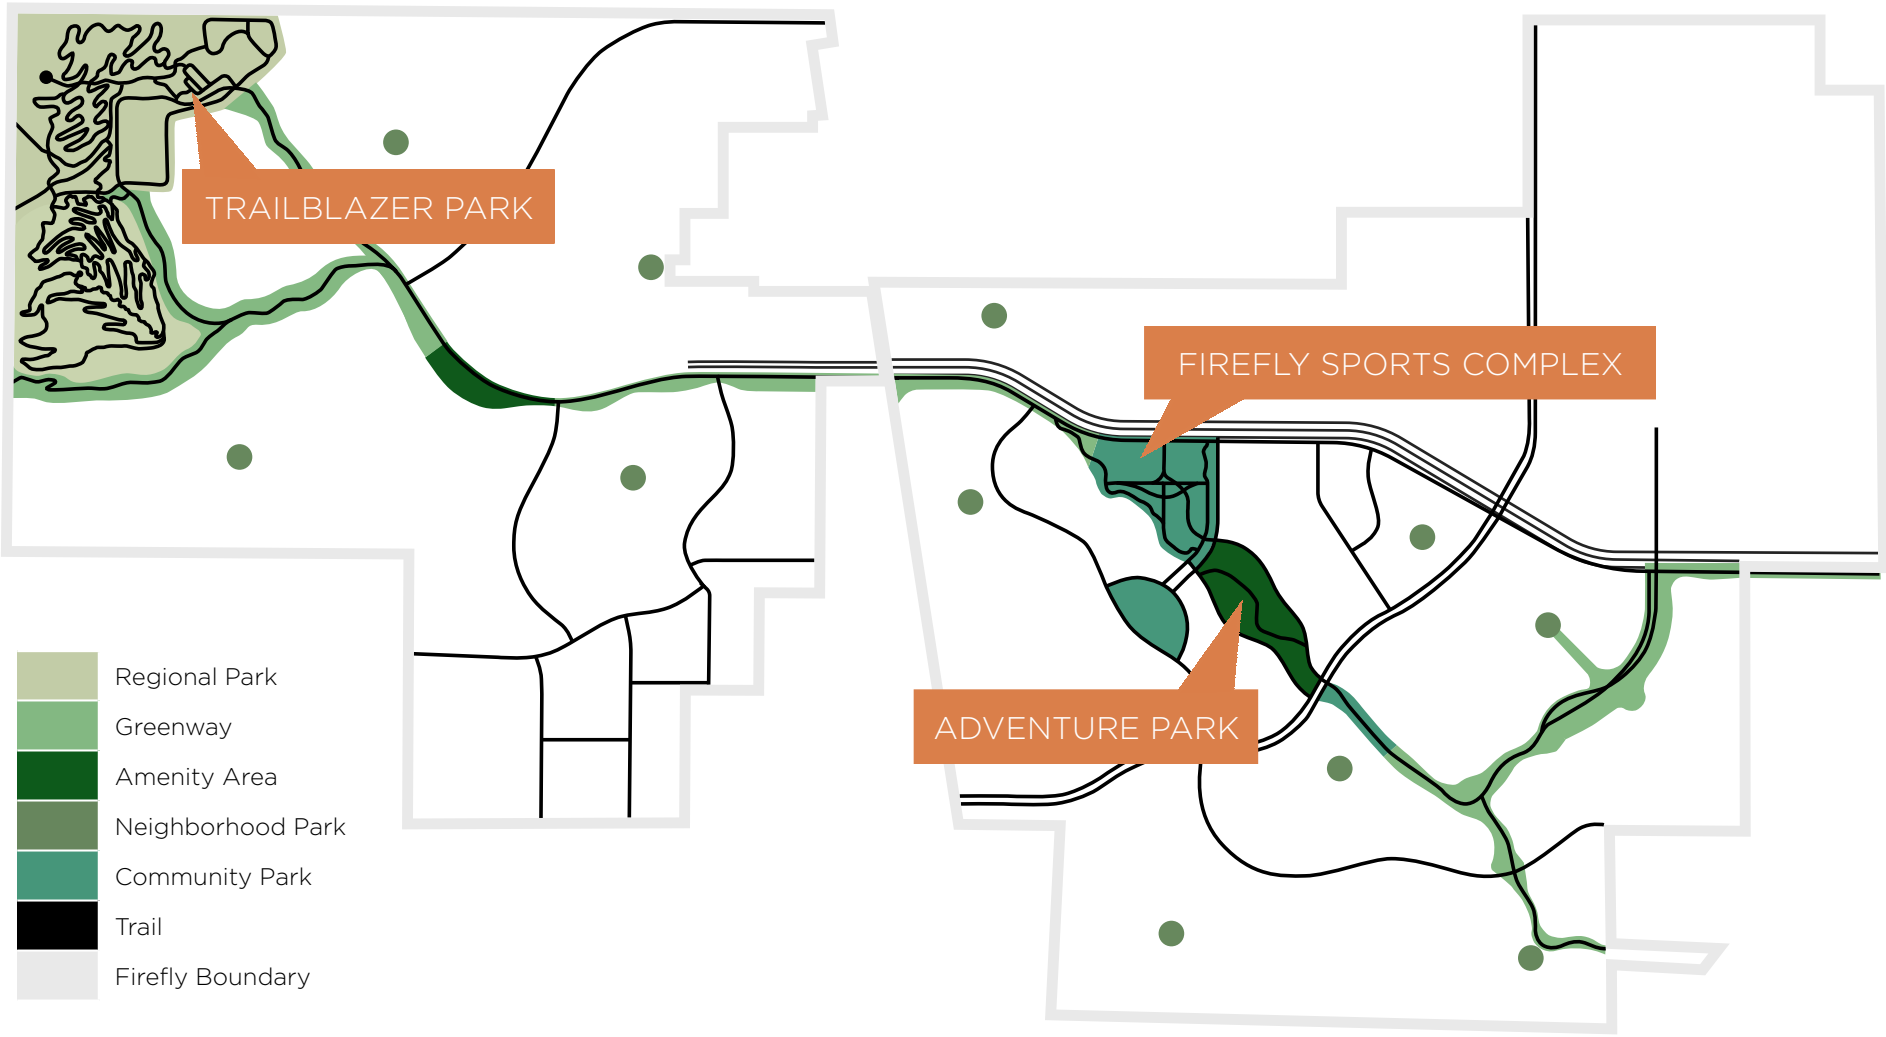 TRAILBLAZER PARK
FIREFLY SPORTS COMPLEX
ADVENTURE PARK
Regional Park
Greenway
Amenity Area
Neighborhood Park
Community Park
Trail
Firefly Boundary